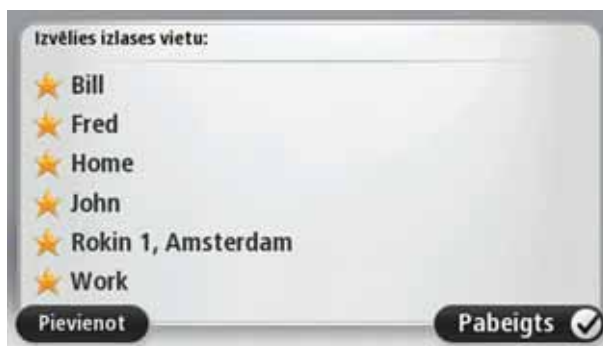 Izvēlies izlases vietu:
Bill
Fred
Home
John
Rokin 1, Amsterdam
Work
Pievienot
Pabeigts